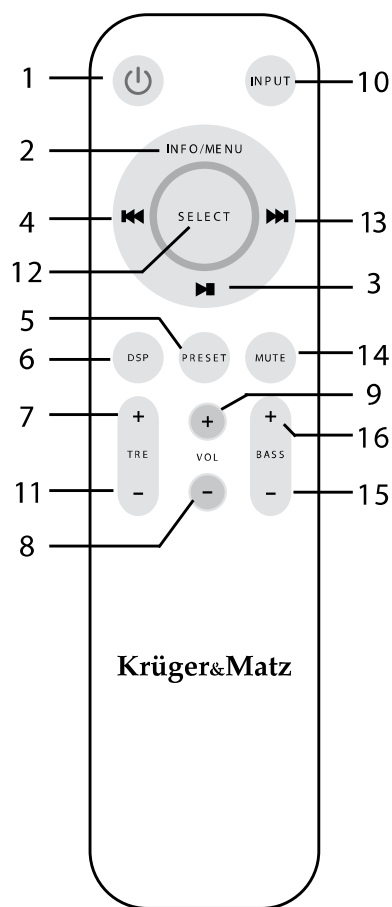 1
INPUT
10
2
INFO/MENU
4
SELECT
13
12
3
5
6
DSP
PRESET
MUTE
14
9
7
+
+
+
16
TRE
VOL
BASS
11
−
−
−
15
8
Krüger&Matz